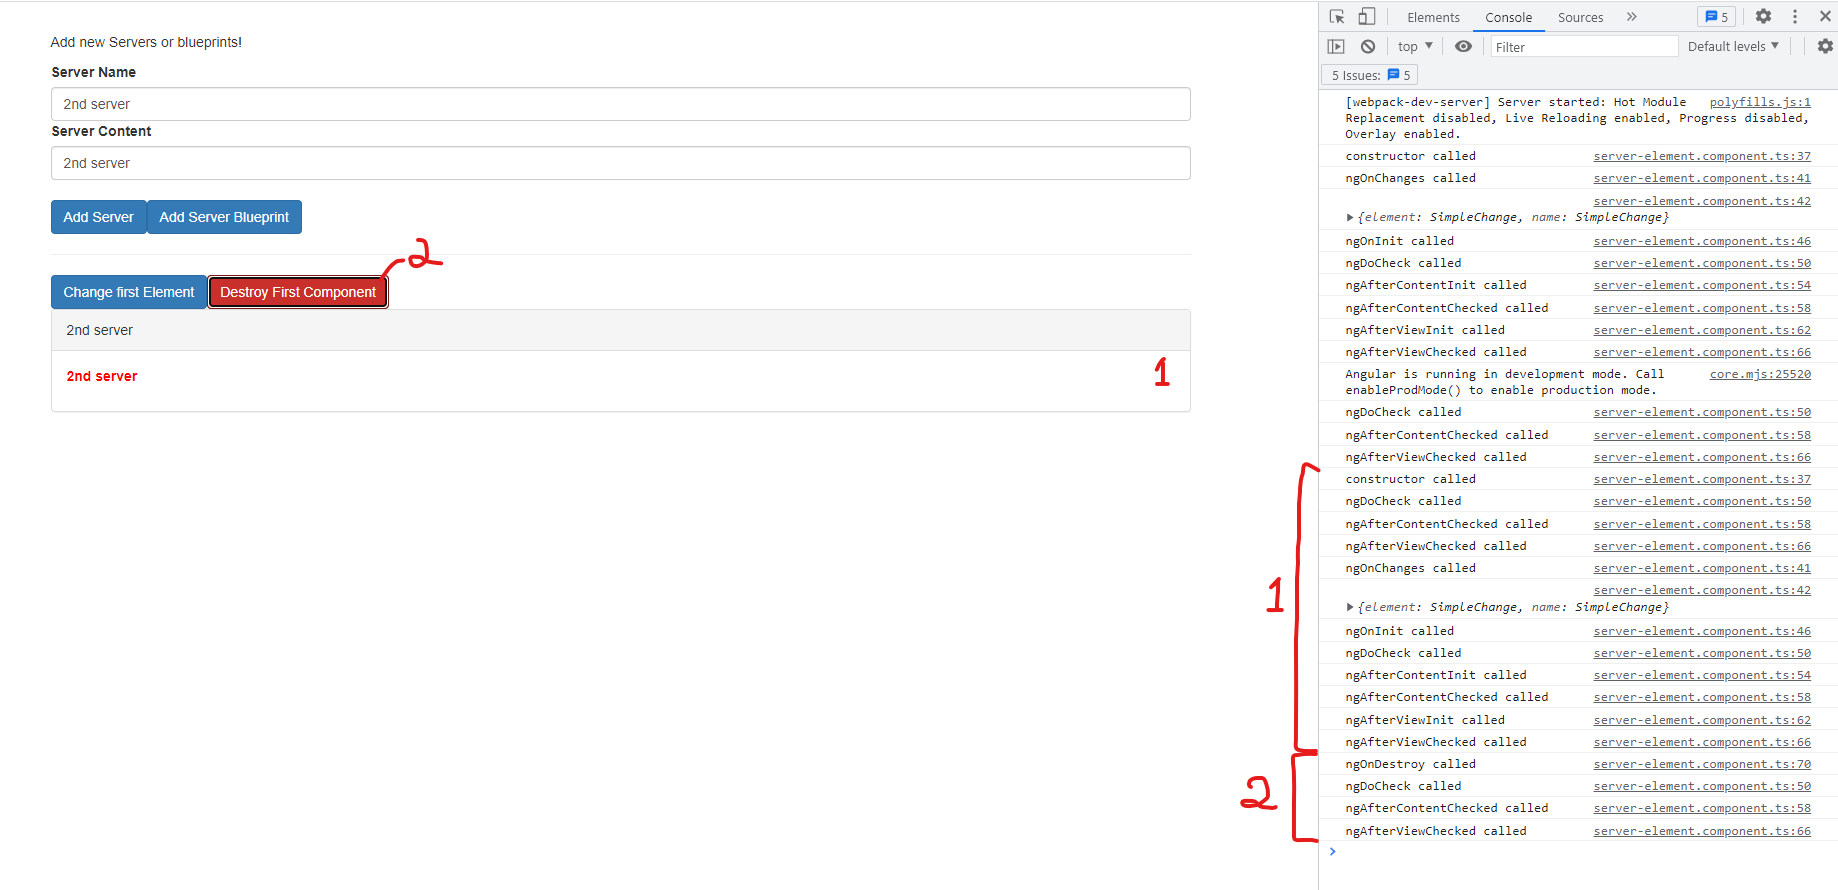 Add new Servers or blueprints!
Server Name
2nd server
Server Content
2nd server
Add Server Add Server Blueprint
2
Change first Element Destroy First Component
2nd server
2nd server
1
Elements Console Sources 5
top Filter Default levels
5 Issues: 5
[webpack-dev-server] Server started: Hot Module polyfills.js:1
Replacement disabled, Live Reloading enabled, Progress disabled,
Overlay enabled.
constructor called server-element.component.ts:37
ngOnChanges called server-element.component.ts:41
server-element.component.ts:42
{element: SimpleChange, name: SimpleChange}
ngOnInit called server-element.component.ts:46
ngDoCheck called server-element.component.ts:50
ngAfterContentInit called server-element.component.ts:54
ngAfterContentChecked called server-element.component.ts:58
ngAfterViewInit called server-element.component.ts:62
ngAfterViewChecked called server-element.component.ts:66
Angular is running in development mode. Call core.mjs:25520
enableProdMode() to enable production mode.
ngDoCheck called server-element.component.ts:50
ngAfterContentChecked called server-element.component.ts:58
ngAfterViewChecked called server-element.component.ts:66
constructor called server-element.component.ts:37
ngDoCheck called server-element.component.ts:50
ngAfterContentChecked called server-element.component.ts:58
ngAfterViewChecked called server-element.component.ts:66
ngOnChanges called server-element.component.ts:41
server-element.component.ts:42
1
{element: SimpleChange, name: SimpleChange}
ngOnInit called server-element.component.ts:46
ngDoCheck called server-element.component.ts:50
ngAfterContentInit called server-element.component.ts:54
ngAfterContentChecked called server-element.component.ts:58
ngAfterViewInit called server-element.component.ts:62
ngAfterViewChecked called server-element.component.ts:66
ngOnDestroy called server-element.component.ts:70
ngDoCheck called server-element.component.ts:50
2
ngAfterContentChecked called server-element.component.ts:58
ngAfterViewChecked called server-element.component.ts:66